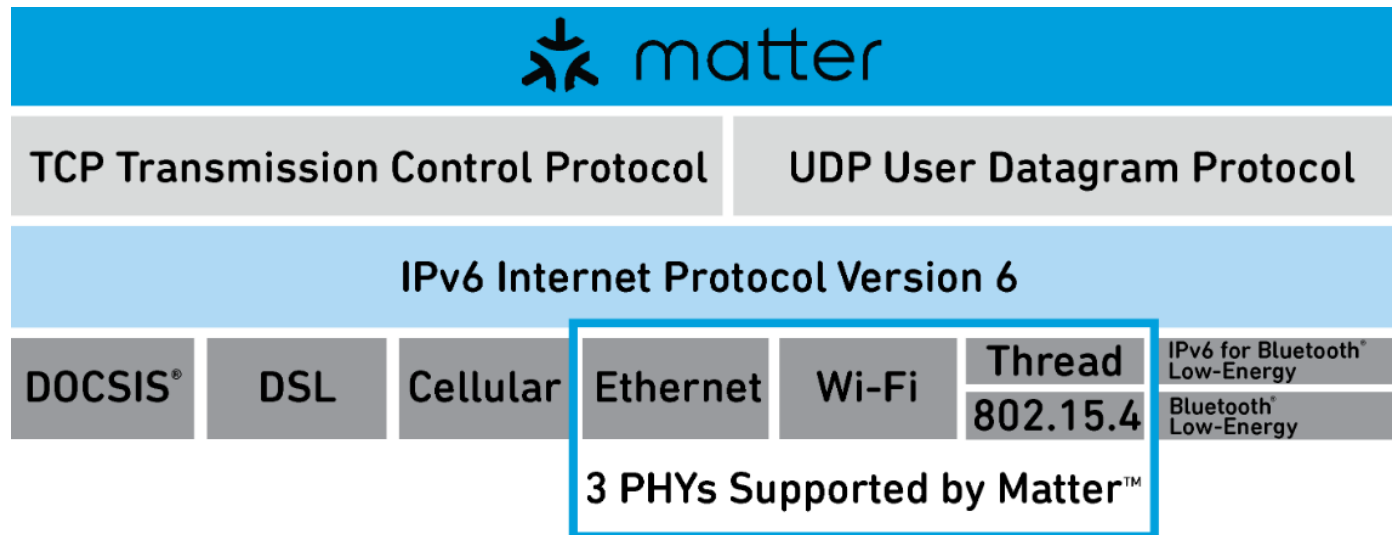 matter
TCP Transmission Control Protocol
UDP User Datagram Protocol
IPv6 Internet Protocol Version 6
DOCSIS®
DSL
Cellular
Ethernet
Wi-Fi
Thread
802.15.4
IPv6 for Bluetooth®
Low-Energy
Bluetooth®
Low-Energy
3 PHYs Supported by Matter™